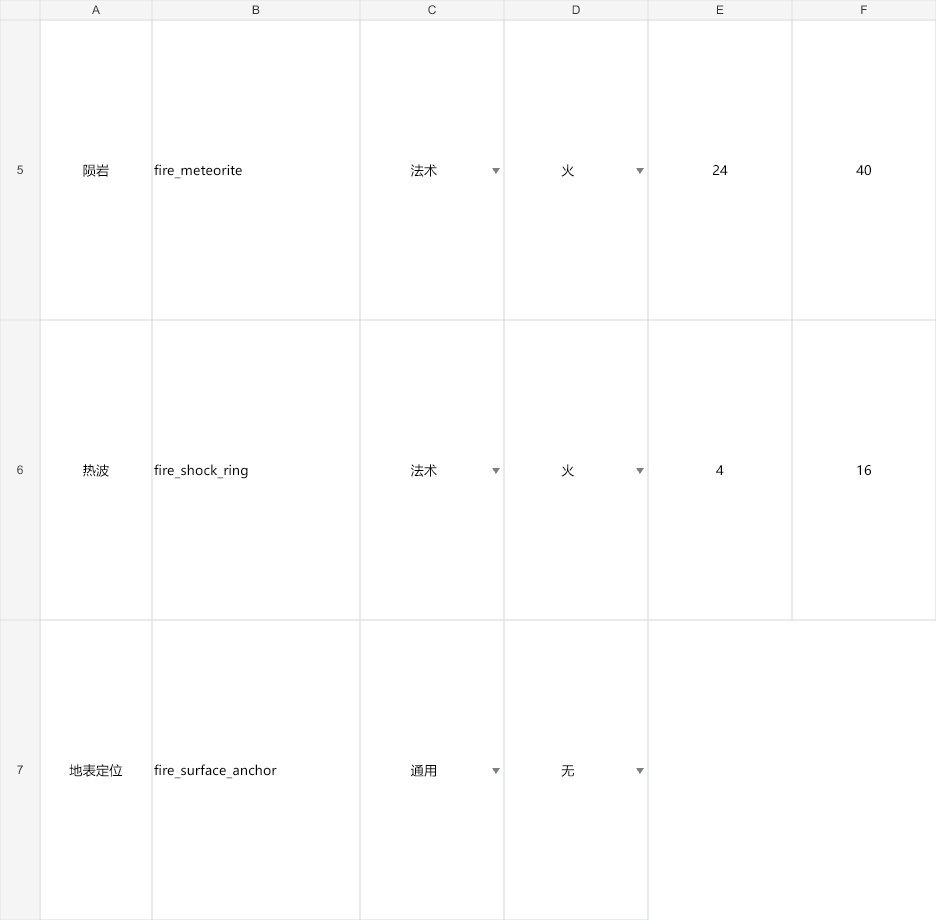 A B C D E F
5 陨岩 fire_meteorite 法术 火 24 40
6 热波 fire_shock_ring 法术 火 4 16
7 地表定位 fire_surface_anchor 通用 无